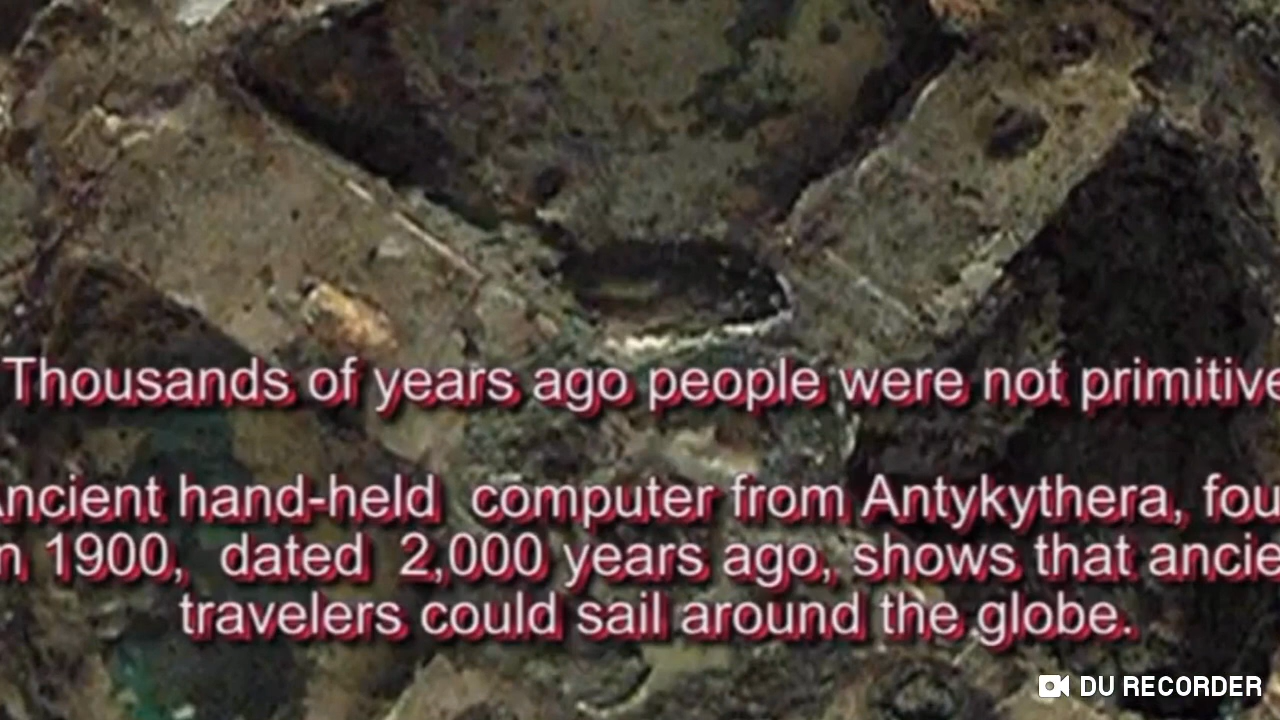 Thousands of years ago people were not primitive
Ancient hand-held computer from Antykythera, fou
n 1900, dated 2,000 years ago, shows that ancie
travelers could sail around the globe.
DU RECORDER